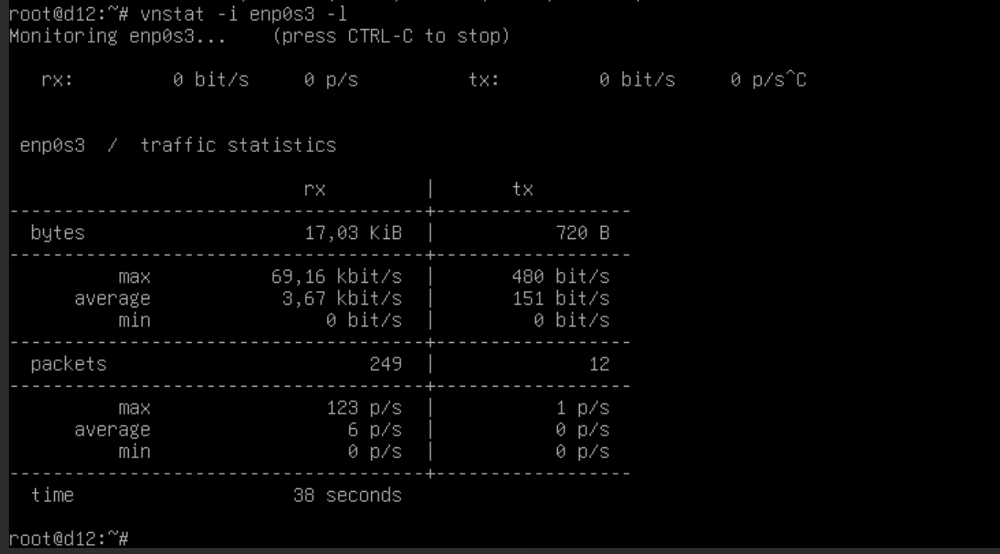 root@d12:~# vnstat -i enp0s3 -l
Monitoring enp0s3...    (press CTRL-C to stop)
   rx:         0 bit/s     0 p/s          tx:         0 bit/s     0 p/s^C
 enp0s3  /  traffic statistics
                           rx         |       tx
--------------------------------------+------------------
  bytes                    17,03 KiB  |           720 B
--------------------------------------+------------------
          max           69,16 kbit/s  |       480 bit/s
      average            3,67 kbit/s  |       151 bit/s
          min                0 bit/s  |         0 bit/s
--------------------------------------+------------------
  packets                        249  |              12
--------------------------------------+------------------
          max                123 p/s  |           1 p/s
      average                  6 p/s  |           0 p/s
          min                  0 p/s  |           0 p/s
--------------------------------------+------------------
  time                    38 seconds
root@d12:~#